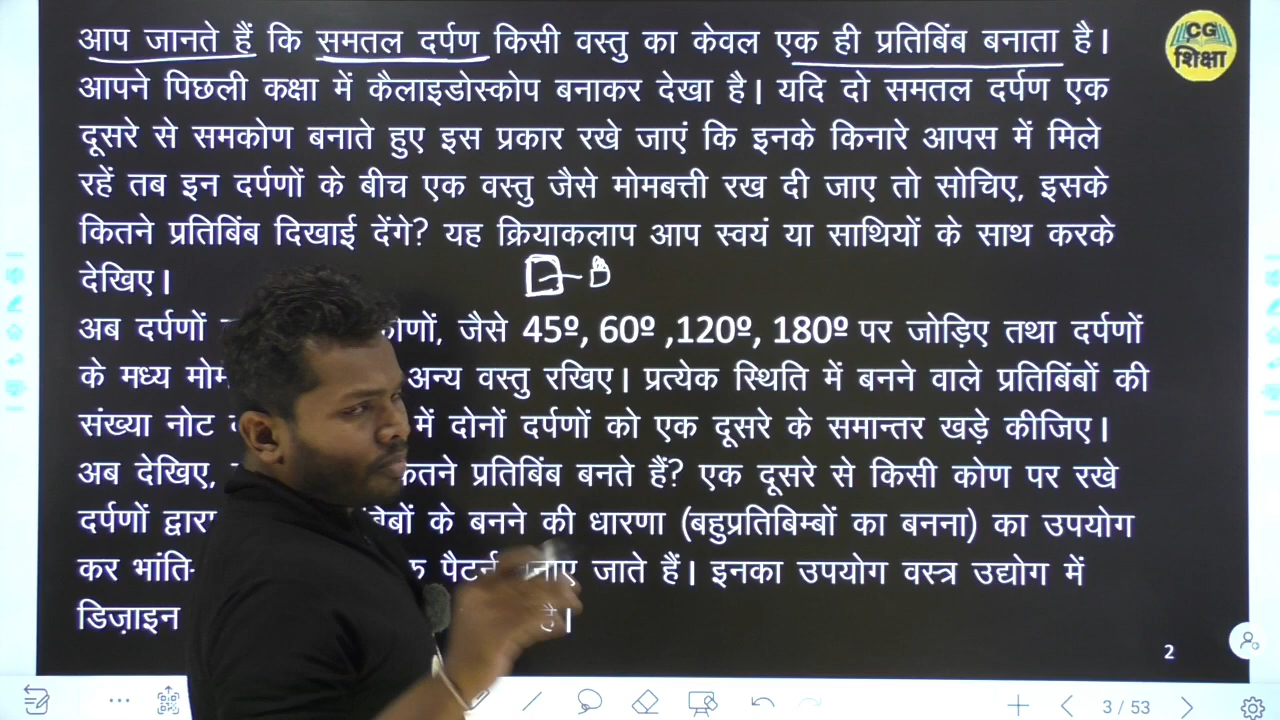 आप जानते हैं कि समतल दर्पण किसी वस्तु का केवल एक ही प्रतिबिंब बनाता है।
CG
शिक्षा
आपने पिछली कक्षा में कैलाइडोस्कोप बनाकर देखा है। यदि दो समतल दर्पण एक
दूसरे से समकोण बनाते हुए इस प्रकार रखे जाएं कि इनके किनारे आपस में मिले
रहें तब इन दर्पणों के बीच एक वस्तु जैसे मोमबत्ती रख दी जाए तो सोचिए, इसके
कितने प्रतिबिंब दिखाई देंगे? यह क्रियाकलाप आप स्वयं या साथियों के साथ करके
देखिए।
अब दर्पणों जैसे 45º, 60º ,120º, 180º पर जोड़िए तथा दर्पणों
के मध्य अन्य वस्तु रखिए। प्रत्येक स्थिति में बनने वाले प्रतिबिंबों की
संख्या नोट में दोनों दर्पणों को एक दूसरे के समान्तर खड़े कीजिए।
अब देखिए, प्रतिबिंब बनते हैं? एक दूसरे से किसी कोण पर रखे
दर्पणों के बनने की धारणा (बहुप्रतिबिम्बों का बनना) का उपयोग
कर पैटर्न जाते हैं। इनका उपयोग वस्त्र उद्योग में
डिज़ाइन
2
3 / 53